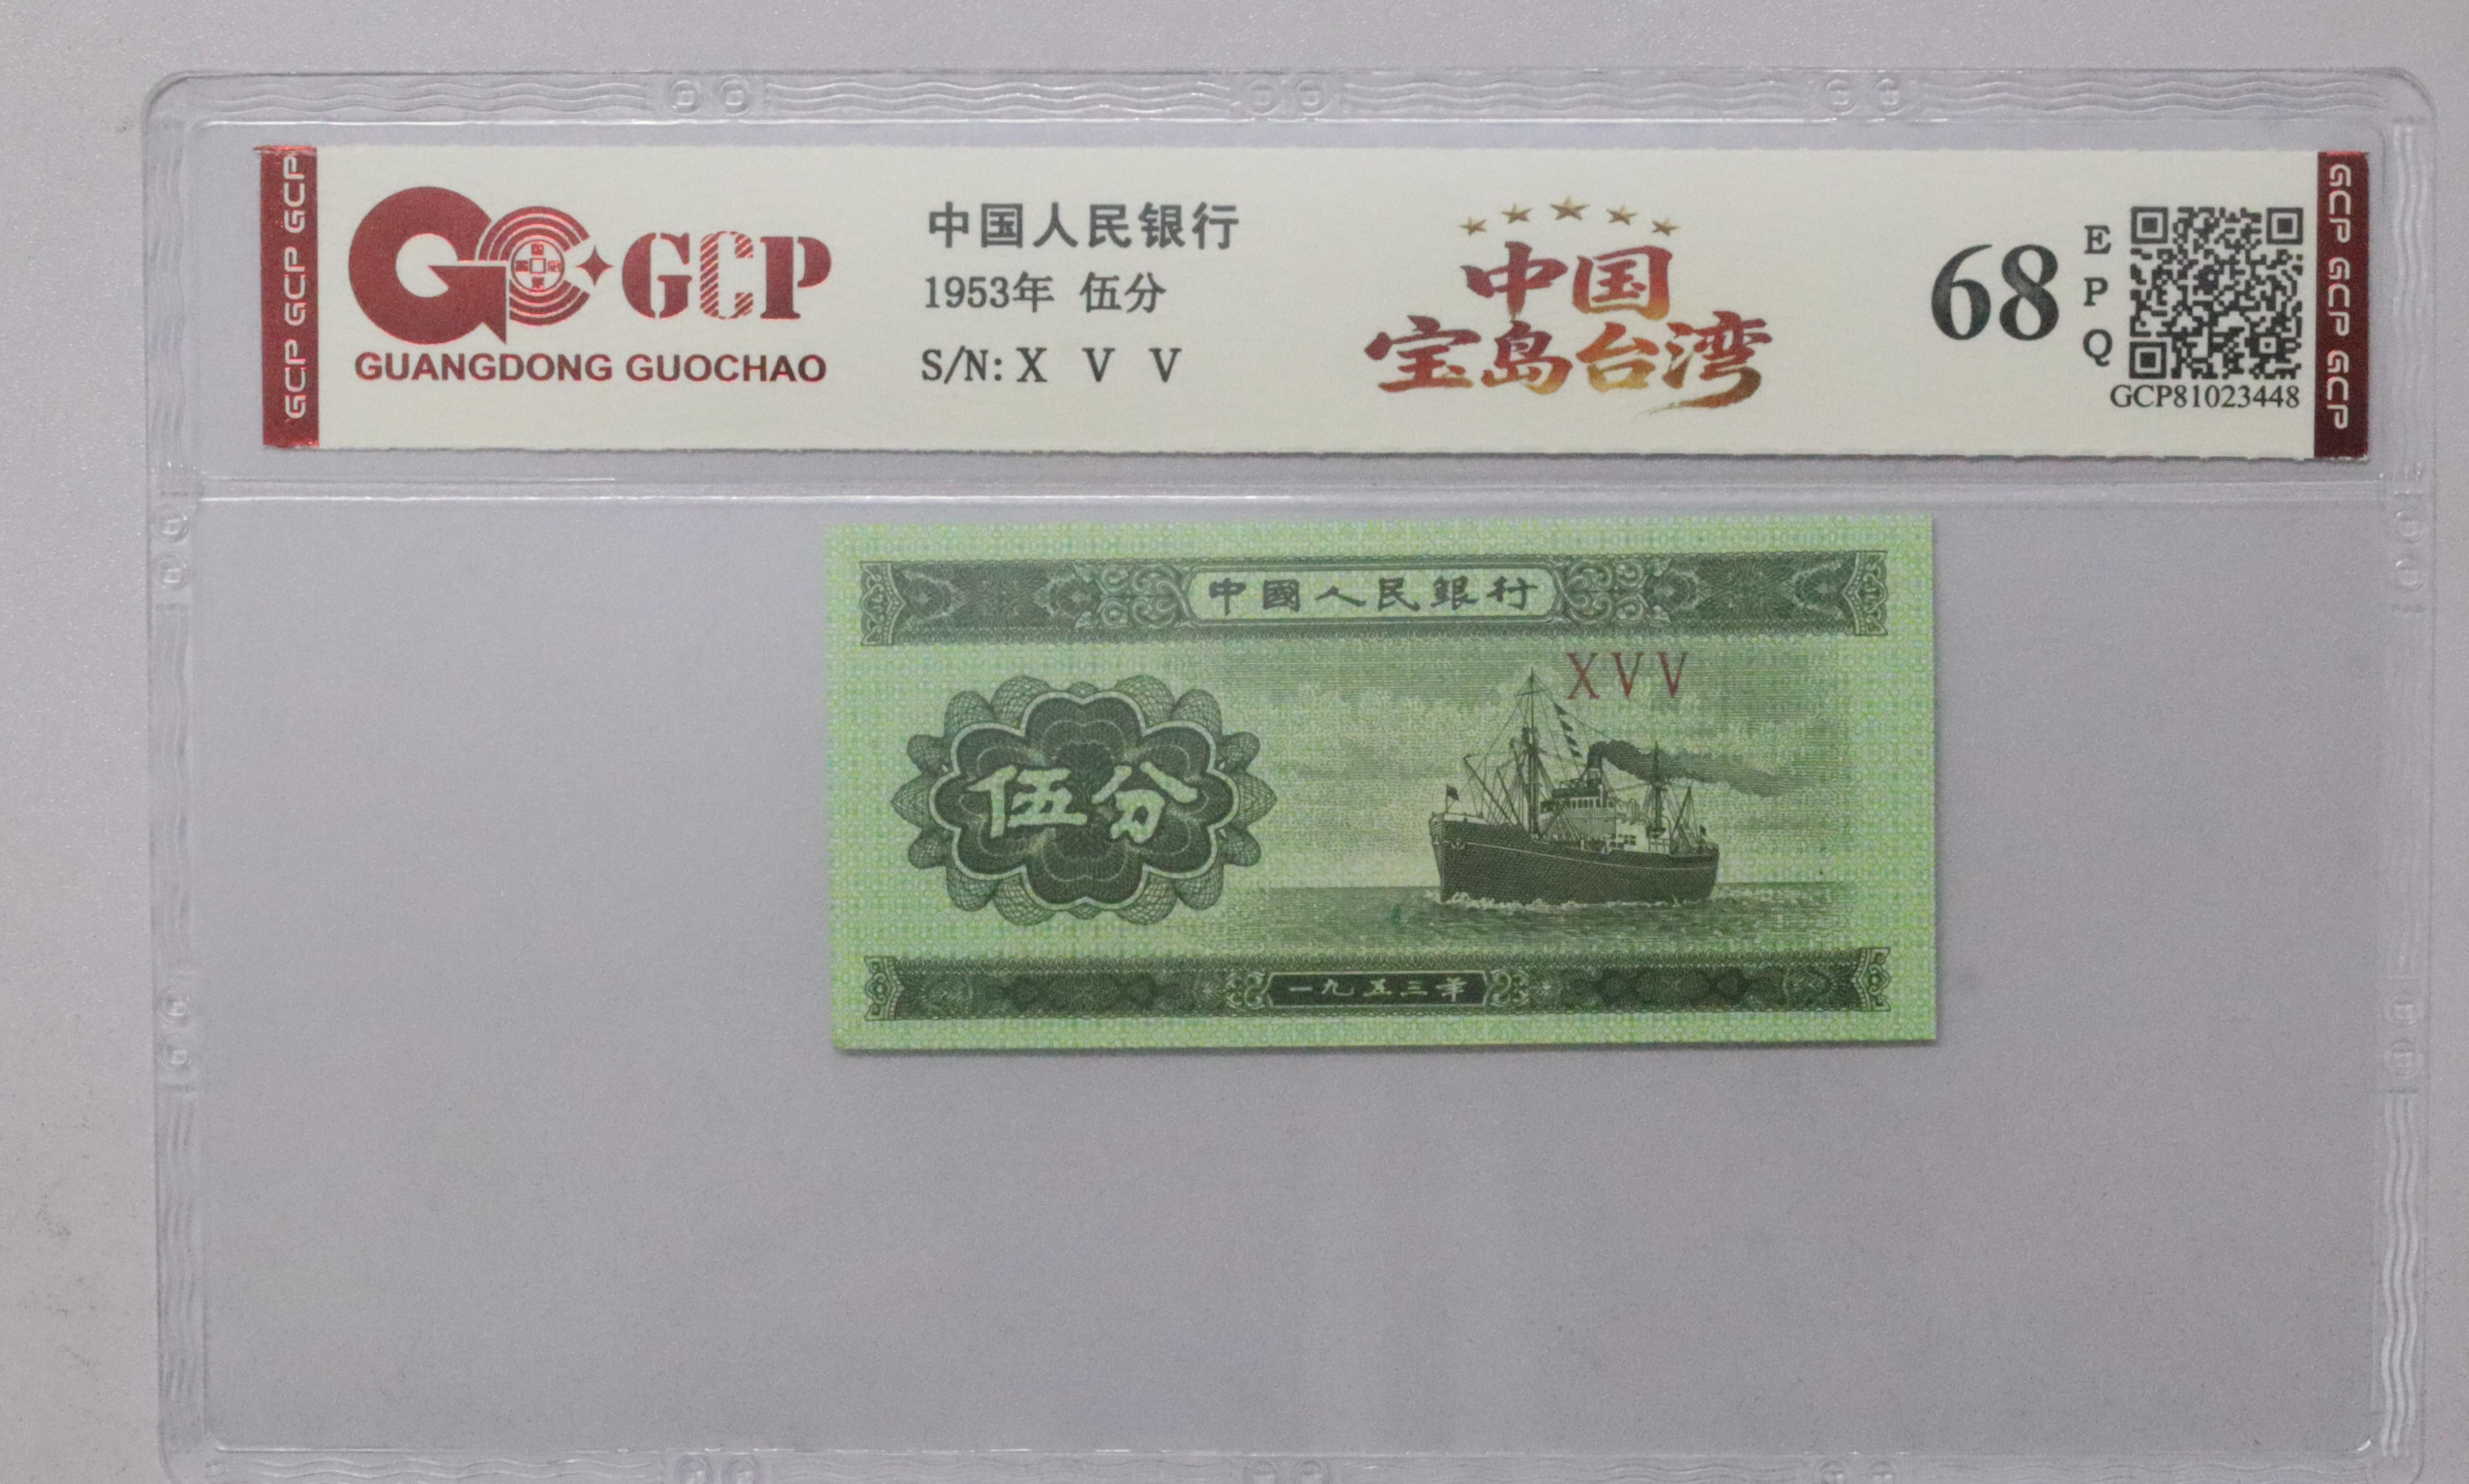 GCP GCP GCP
GCP
GUANGDONG GUOCHAO
中国人民银行
1953年 伍分
S/N: X V V
中国
宝岛台湾
68
E
P
Q
GCP81023448
GCP GCP GCP
中國人民銀行
XVV
伍分
一九五三年